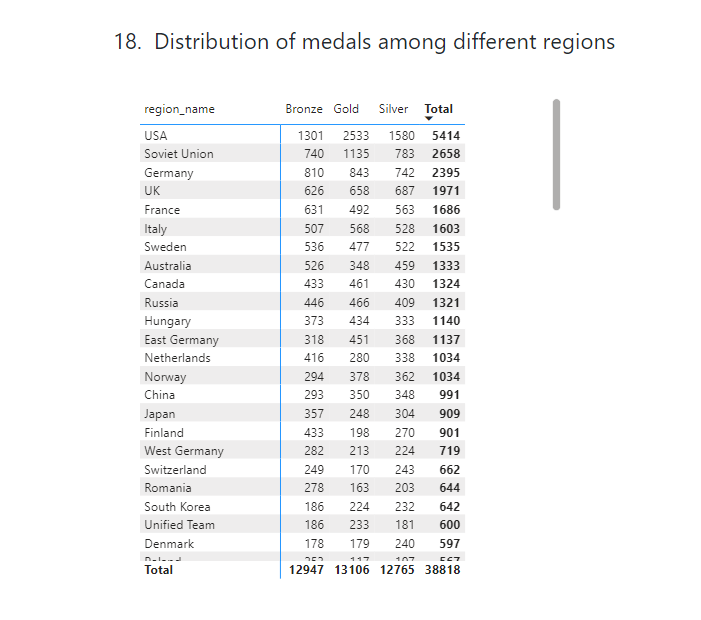 18. Distribution of medals among different regions
region_name Bronze Gold Silver Total
USA 1301 2533 1580 5414
Soviet Union 740 1135 783 2658
Germany 810 843 742 2395
UK 626 658 687 1971
France 631 492 563 1686
Italy 507 568 528 1603
Sweden 536 477 522 1535
Australia 526 348 459 1333
Canada 433 461 430 1324
Russia 446 466 409 1321
Hungary 373 434 333 1140
East Germany 318 451 368 1137
Netherlands 416 280 338 1034
Norway 294 378 362 1034
China 293 350 348 991
Japan 357 248 304 909
Finland 433 198 270 901
West Germany 282 213 224 719
Switzerland 249 170 243 662
Romania 278 163 203 644
South Korea 186 224 232 642
Unified Team 186 233 181 600
Denmark 178 179 240 597
Total 12947 13106 12765 38818